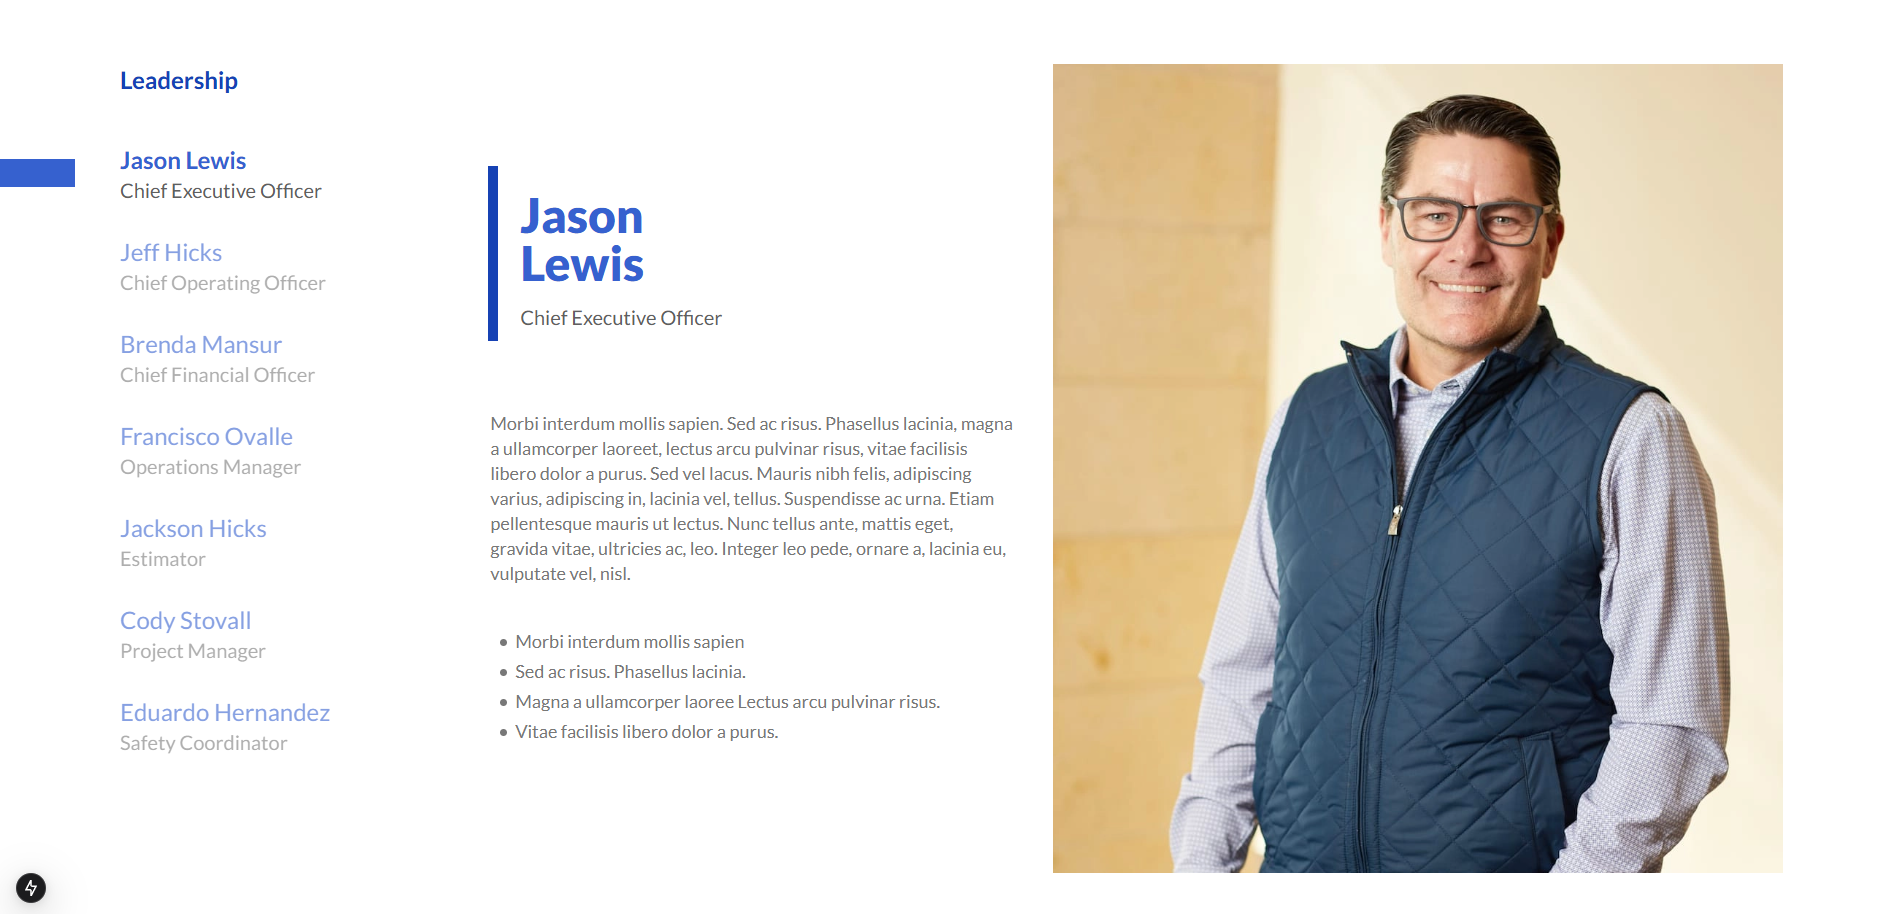 Leadership
Jason Lewis
Chief Executive Officer
Jeff Hicks
Chief Operating Officer
Brenda Mansur
Chief Financial Officer
Francisco Ovalle
Operations Manager
Jackson Hicks
Estimator
Cody Stovall
Project Manager
Eduardo Hernandez
Safety Coordinator
Jason
Lewis
Chief Executive Officer
Morbi interdum mollis sapien. Sed ac risus. Phasellus lacinia, magna
a ullamcorper laoreet, lectus arcu pulvinar risus, vitae facilisis
libero dolor a purus. Sed vel lacus. Mauris nibh felis, adipiscing
varius, adipiscing in, lacinia vel, tellus. Suspendisse ac urna. Etiam
pellentesque mauris ut lectus. Nunc tellus ante, mattis eget,
gravida vitae, ultricies ac, leo. Integer leo pede, ornare a, lacinia eu,
vulputate vel, nisl.
• Morbi interdum mollis sapien
• Sed ac risus. Phasellus lacinia.
• Magna a ullamcorper laoree Lectus arcu pulvinar risus.
• Vitae facilisis libero dolor a purus.